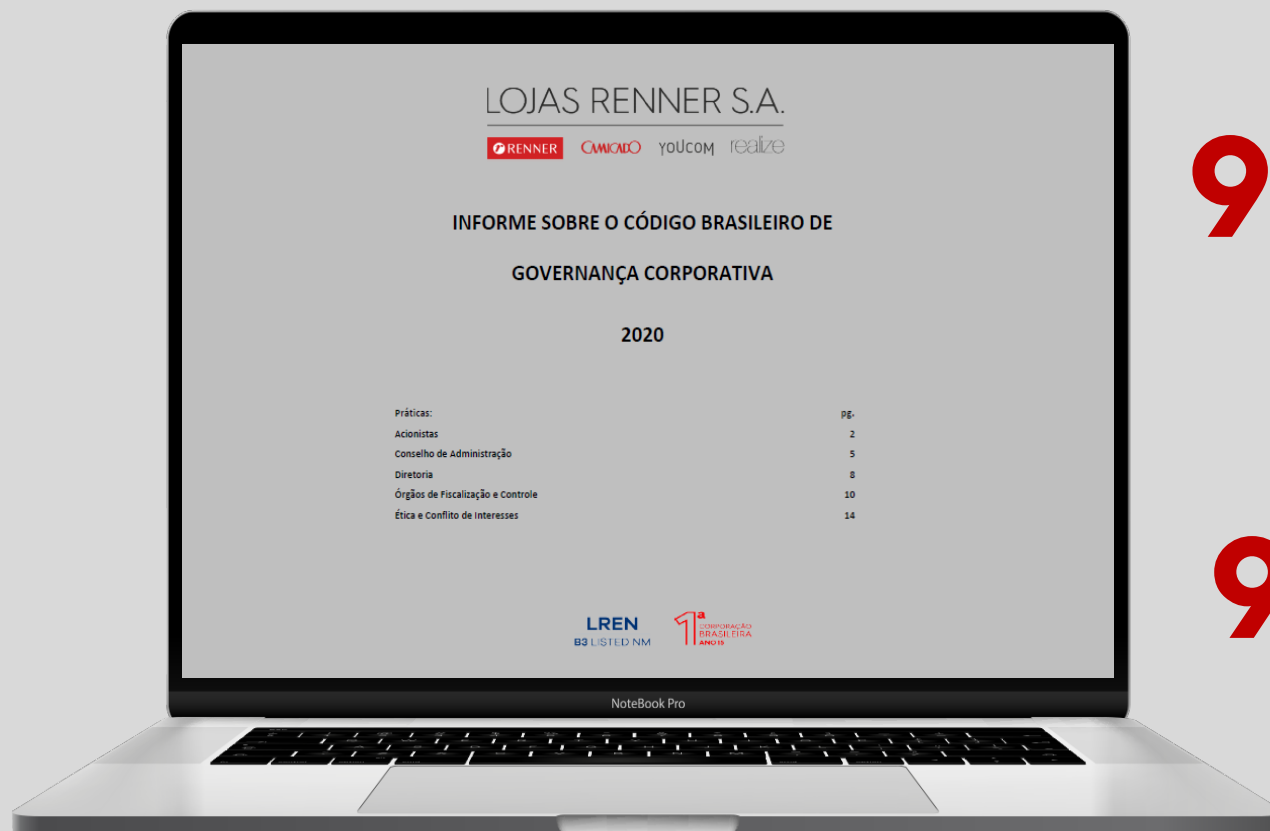 LOJAS RENNER S.A.
RENNER CAMICADO YOUCOM realize
INFORME SOBRE O CÓDIGO BRASILEIRO DE
GOVERNANÇA CORPORATIVA
2020
Práticas: pg.
Acionistas 2
Conselho de Administração 5
Diretoria 8
Órgãos de Fiscalização e Controle 10
Ética e Conflito de Interesses 14
LREN
B3 LISTED NM
1ª
CORPORAÇÃO
BRASILEIRA
ANO 15
NoteBook Pro
9
9